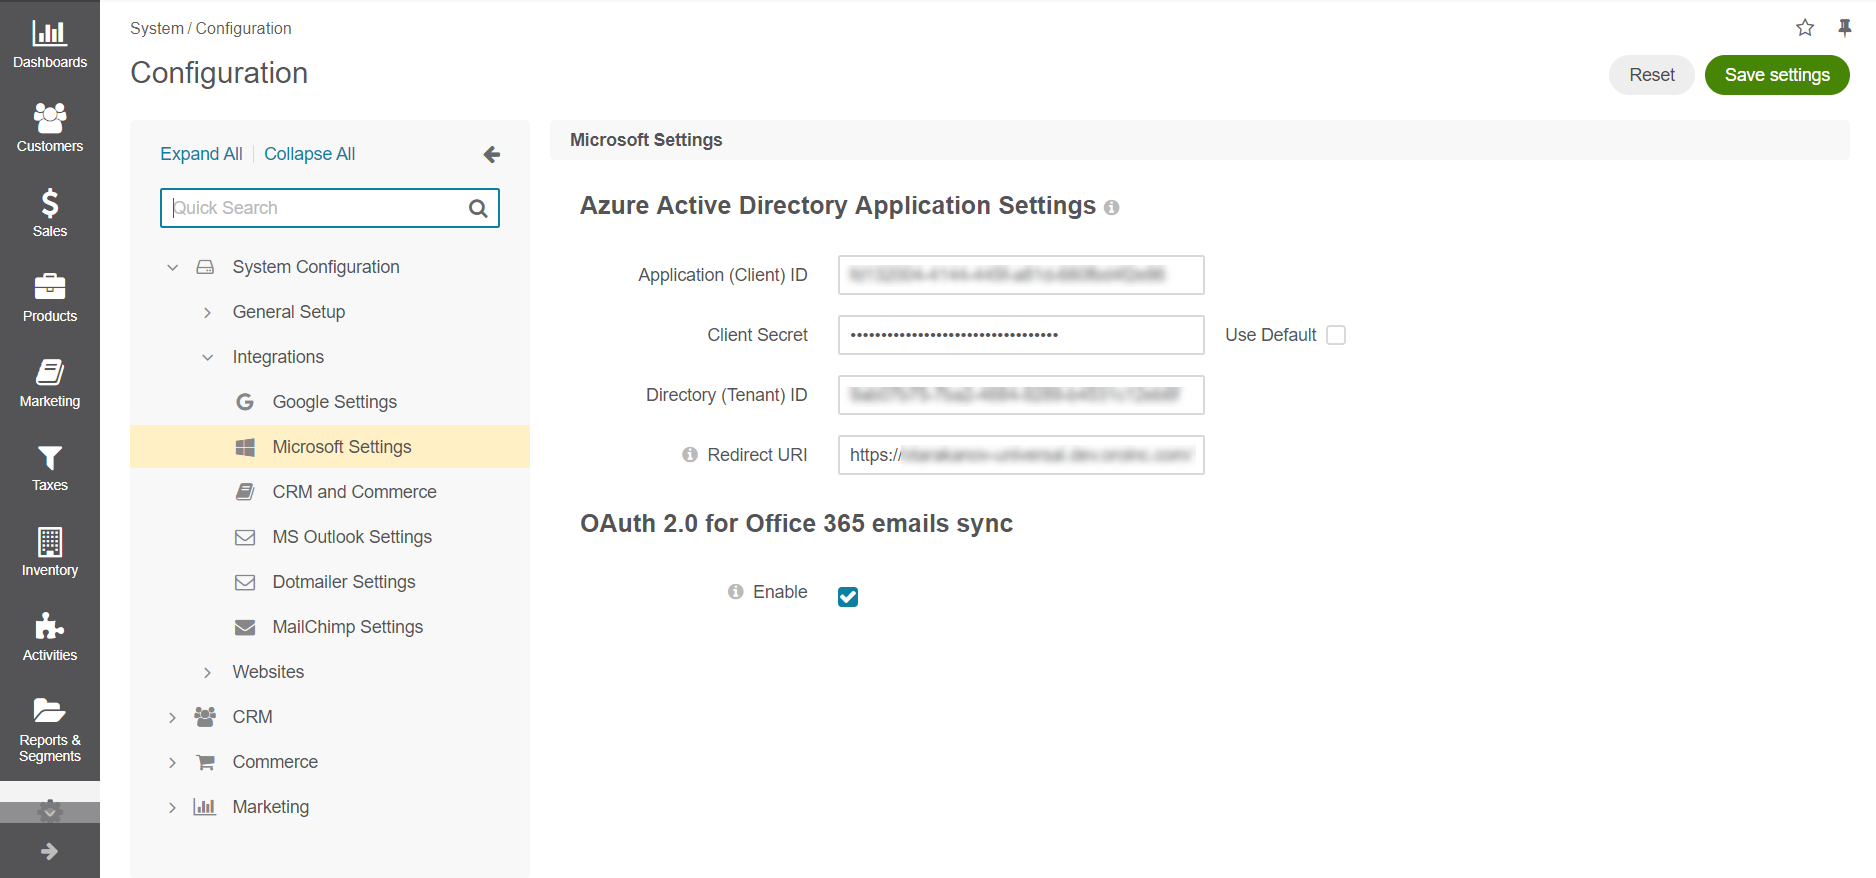 Dashboards
Customers
Sales
Products
Marketing
Taxes
Inventory
Activities
Reports &
Segments
System / Configuration
Configuration
Reset
Save settings
Expand All
Collapse All
Quick Search
System Configuration
General Setup
Integrations
Google Settings
Microsoft Settings
CRM and Commerce
MS Outlook Settings
Dotmailer Settings
MailChimp Settings
Websites
CRM
Commerce
Marketing
Microsoft Settings
Azure Active Directory Application Settings
Application (Client) ID
Client Secret
Use Default
Directory (Tenant) ID
Redirect URI
https://
OAuth 2.0 for Office 365 emails sync
Enable